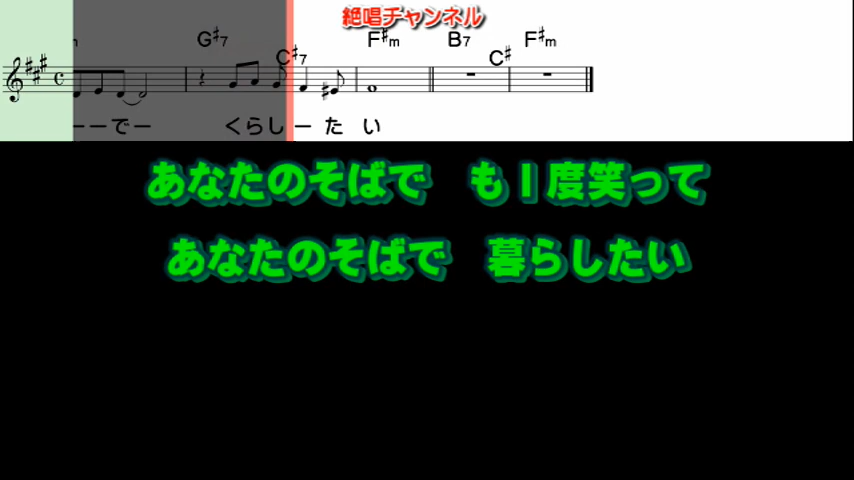 絶唱チャンネル
G♯7 C♯7 F♯m B7 C♯ F♯m
ーーでー くらしーたい
あなたのそばで も１度笑って
あなたのそばで 暮らしたい